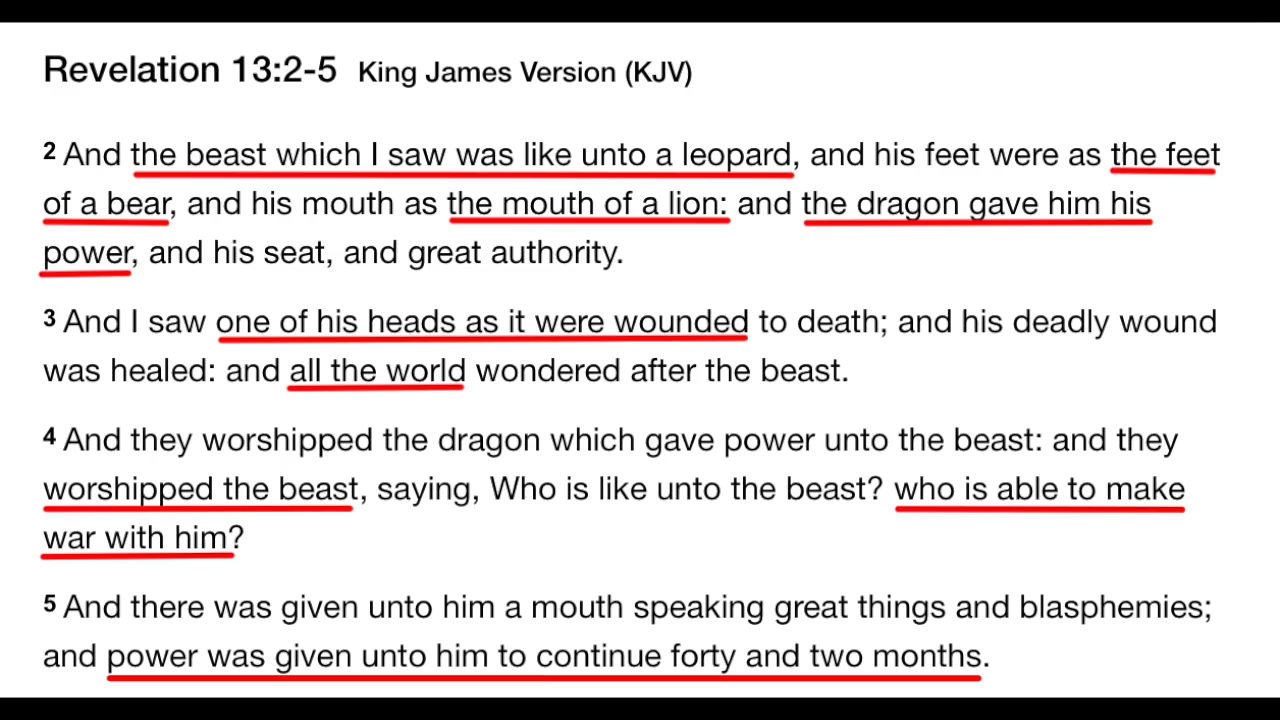 Revelation 13:2-5 King James Version (KJV)
2 And the beast which I saw was like unto a leopard, and his feet were as the feet
of a bear, and his mouth as the mouth of a lion: and the dragon gave him his
power, and his seat, and great authority.
3 And I saw one of his heads as it were wounded to death; and his deadly wound
was healed: and all the world wondered after the beast.
4 And they worshipped the dragon which gave power unto the beast: and they
worshipped the beast, saying, Who is like unto the beast? who is able to make
war with him?
5 And there was given unto him a mouth speaking great things and blasphemies;
and power was given unto him to continue forty and two months.